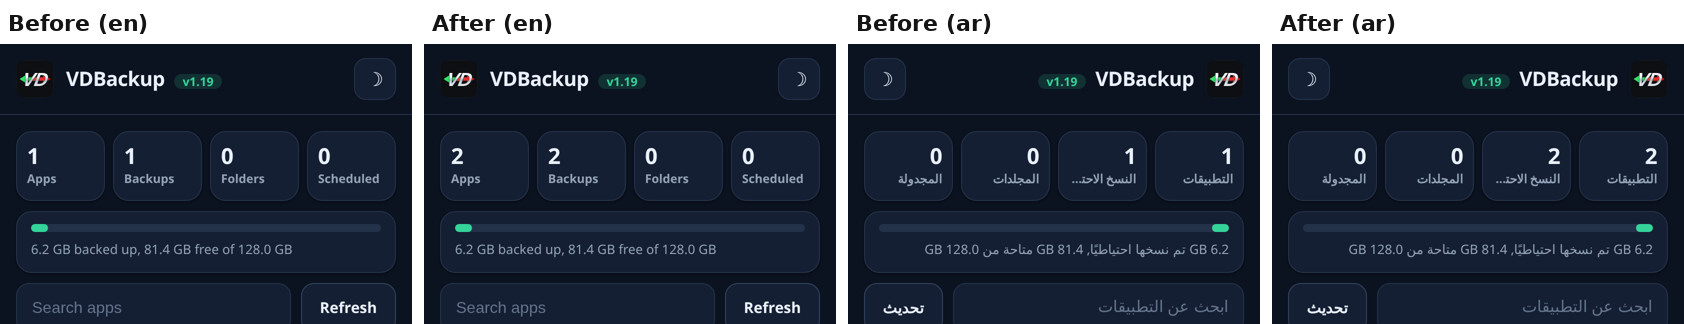 Before (en)
After (en)
Before (ar)
After (ar)
VD VDBackup v1.19
1
Apps
1
Backups
0
Folders
0
Scheduled
6.2 GB backed up, 81.4 GB free of 128.0 GB
Search apps
Refresh
VD VDBackup v1.19
2
Apps
2
Backups
0
Folders
0
Scheduled
6.2 GB backed up, 81.4 GB free of 128.0 GB
Search apps
Refresh
VD VDBackup v1.19
1
التطبيقات
1
النسخ الاحتـ...
0
المجلدات
0
المجدولة
6.2 GB تم نسخها احتياطيًا, 81.4 GB متاحة من 128.0 GB
ابحث عن التطبيقات
تحديث
VD VDBackup v1.19
2
التطبيقات
2
النسخ الاحتـ...
0
المجلدات
0
المجدولة
6.2 GB تم نسخها احتياطيًا, 81.4 GB متاحة من 128.0 GB
ابحث عن التطبيقات
تحديث